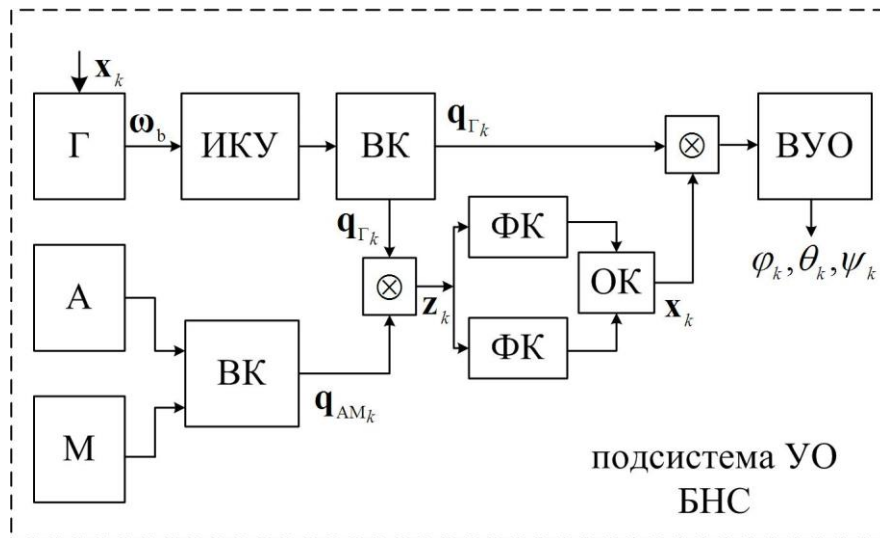 x_k
Г
ω_b
ИКУ
ВК
q_Г_k
⊗
ВУО
q_Г_k
ФК
φ_k, θ_k, ψ_k
А
⊗
z_k
ОК
x_k
ВК
ФК
q_АМ_k
М
подсистема УО
БНС